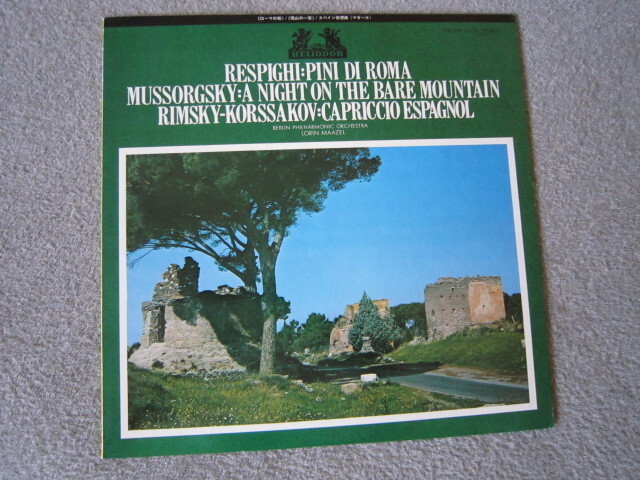 HELIODOR
RESPIGHI:PINI DI ROMA
MUSSORGSKY:A NIGHT ON THE BARE MOUNTAIN
RIMSKY-KORSSAKOV:CAPRICCIO ESPAGNOL
BERLIN PHILHARMONIC ORCHESTRA
LORIN MAAZEL